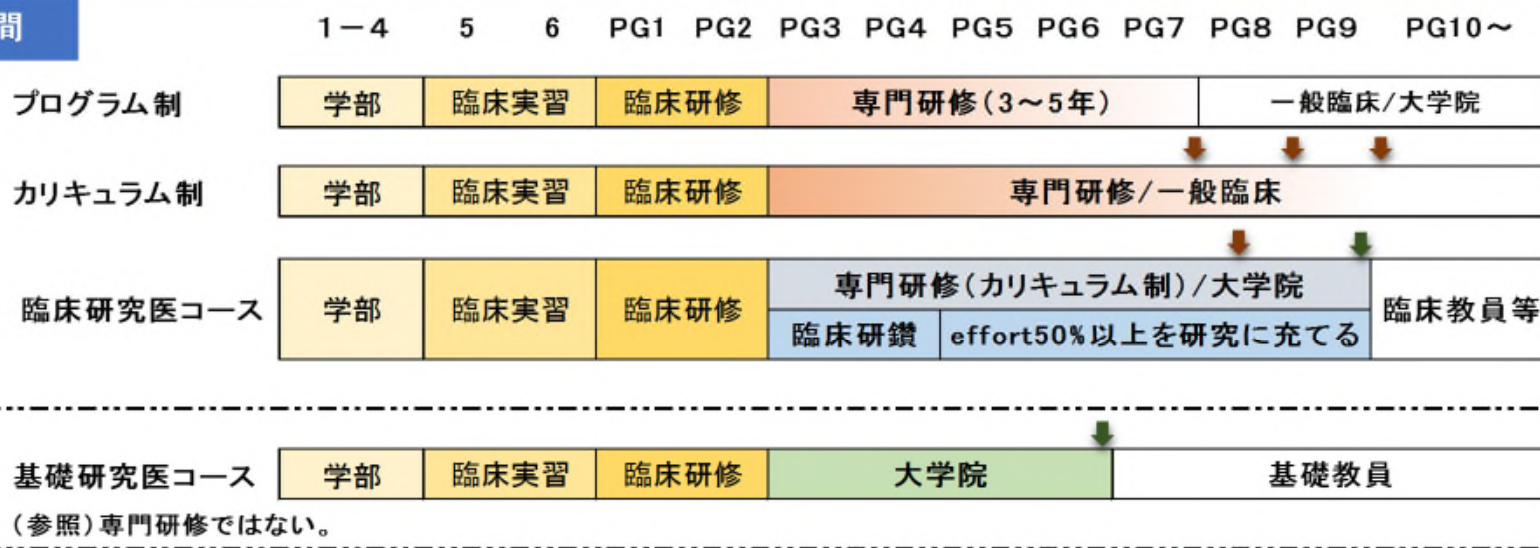 間
1－4 5 6 PG1 PG2 PG3 PG4 PG5 PG6 PG7 PG8 PG9 PG10～
プログラム制 学部 臨床実習 臨床研修 専門研修（3～5年） 一般臨床/大学院
カリキュラム制 学部 臨床実習 臨床研修 専門研修/一般臨床
専門研修（カリキュラム制）/大学院
臨床研究医コース 学部 臨床実習 臨床研修 臨床教員等
臨床研鑽 effort50%以上を研究に充てる
基礎研究医コース 学部 臨床実習 臨床研修 大学院 基礎教員
（参照）専門研修ではない。